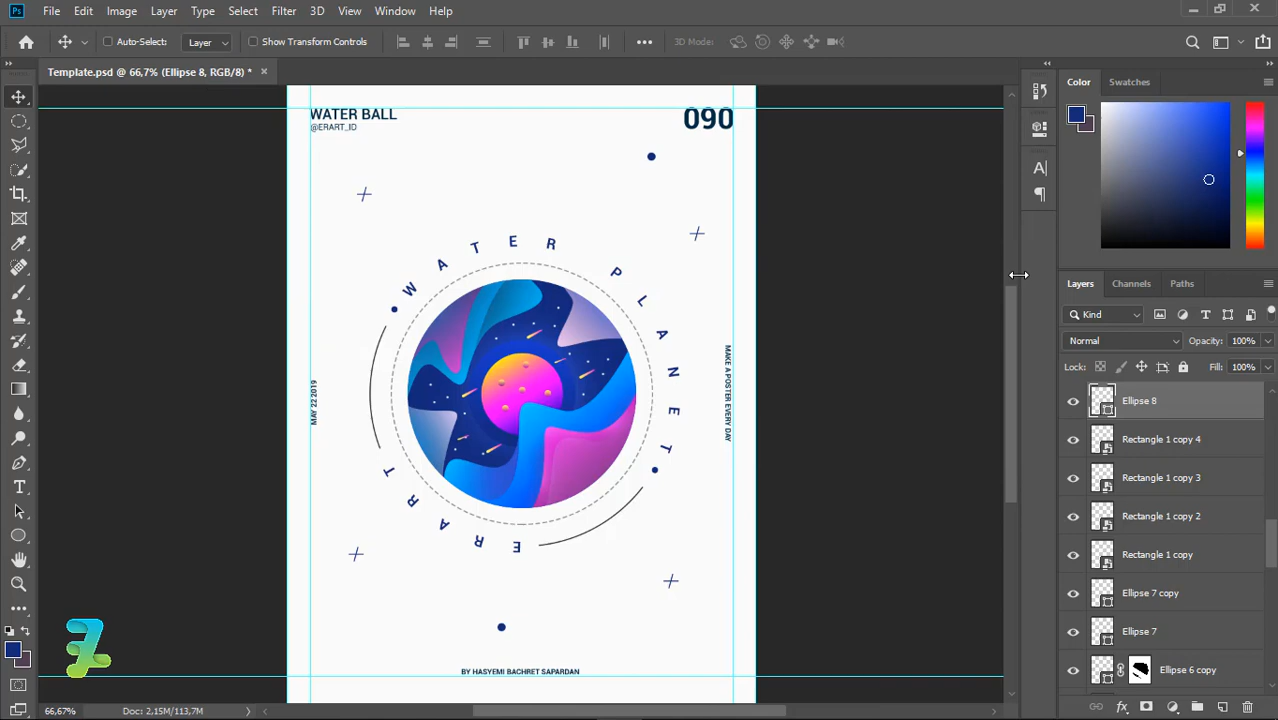 Ps File Edit Image Layer Type Select Filter 3D View Window Help
Auto-Select: Layer Show Transform Controls 3D Mode:
Template.psd @ 66,7% (Ellipse 8, RGB/8) *
WATER BALL
@ERART_ID
090
WATER PLANET
ERART
MAY 22 2019
MAKE A POSTER EVERY DAY
BY HASYEMI BACHRET SAPARDAN
Color Swatches
Layers Channels Paths
Kind
Normal Opacity: 100%
Lock: Fill: 100%
Ellipse 8
Rectangle 1 copy 4
Rectangle 1 copy 3
Rectangle 1 copy 2
Rectangle 1 copy
Ellipse 7 copy
Ellipse 7
Ellipse 6 copy
66,67% Doc: 2,15M/113,7M